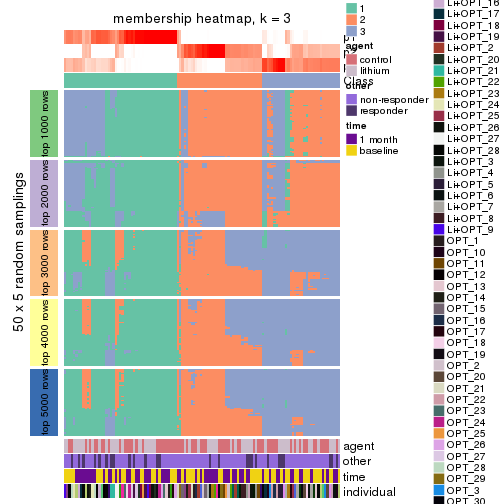 membership heatmap, k = 3
50 x 5 random samplings
top 1000 rows
top 2000 rows
top 3000 rows
top 4000 rows
top 5000 rows
p1
p2
Class
agent
other
time
individual
1
2
3
agent
control
lithium
other
non-responder
responder
time
1 month
baseline
Li+OPT_16
Li+OPT_17
Li+OPT_18
Li+OPT_19
Li+OPT_2
Li+OPT_20
Li+OPT_21
Li+OPT_22
Li+OPT_23
Li+OPT_24
Li+OPT_25
Li+OPT_26
Li+OPT_27
Li+OPT_28
Li+OPT_3
Li+OPT_4
Li+OPT_5
Li+OPT_6
Li+OPT_7
Li+OPT_8
Li+OPT_9
OPT_1
OPT_10
OPT_11
OPT_12
OPT_13
OPT_14
OPT_15
OPT_16
OPT_17
OPT_18
OPT_19
OPT_2
OPT_20
OPT_21
OPT_22
OPT_23
OPT_24
OPT_25
OPT_26
OPT_27
OPT_28
OPT_29
OPT_3